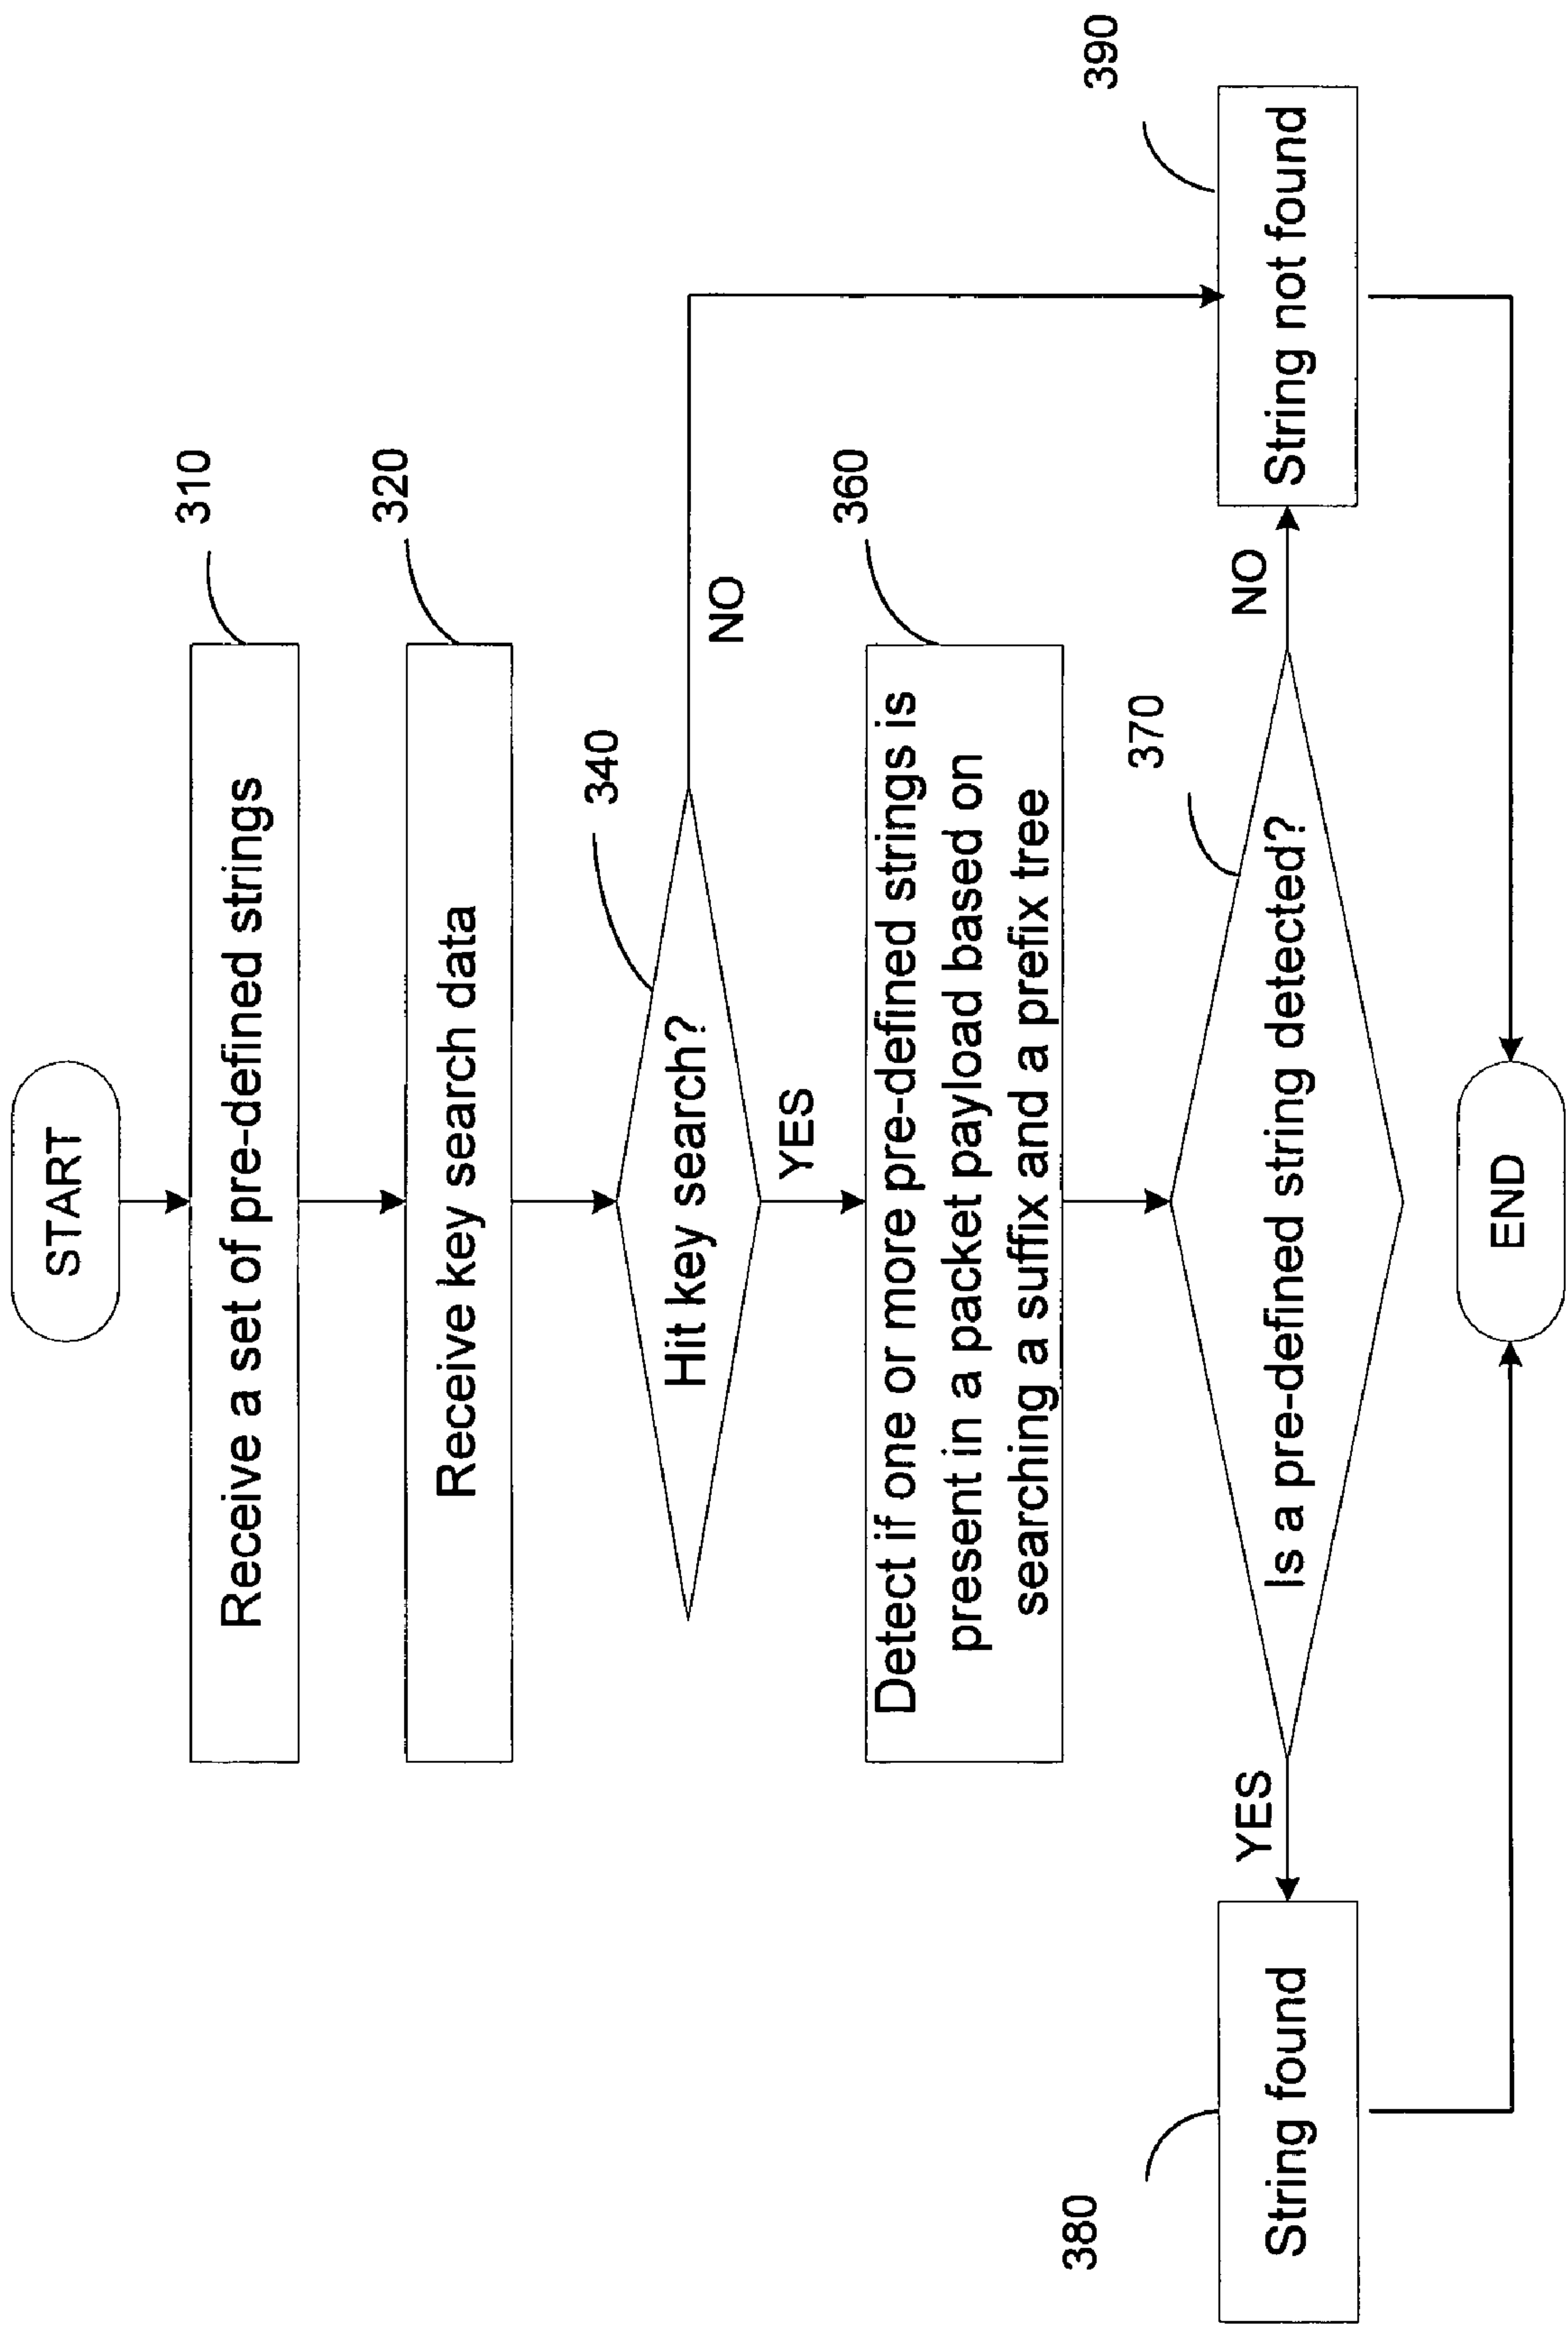 START
310
Receive a set of pre-defined strings
320
Receive key search data
340
Hit key search?
NO
YES
360
Detect if one or more pre-defined strings is
present in a packet payload based on
searching a suffix and a prefix tree
370
Is a pre-defined string detected?
YES
NO
380
String found
390
String not found
END